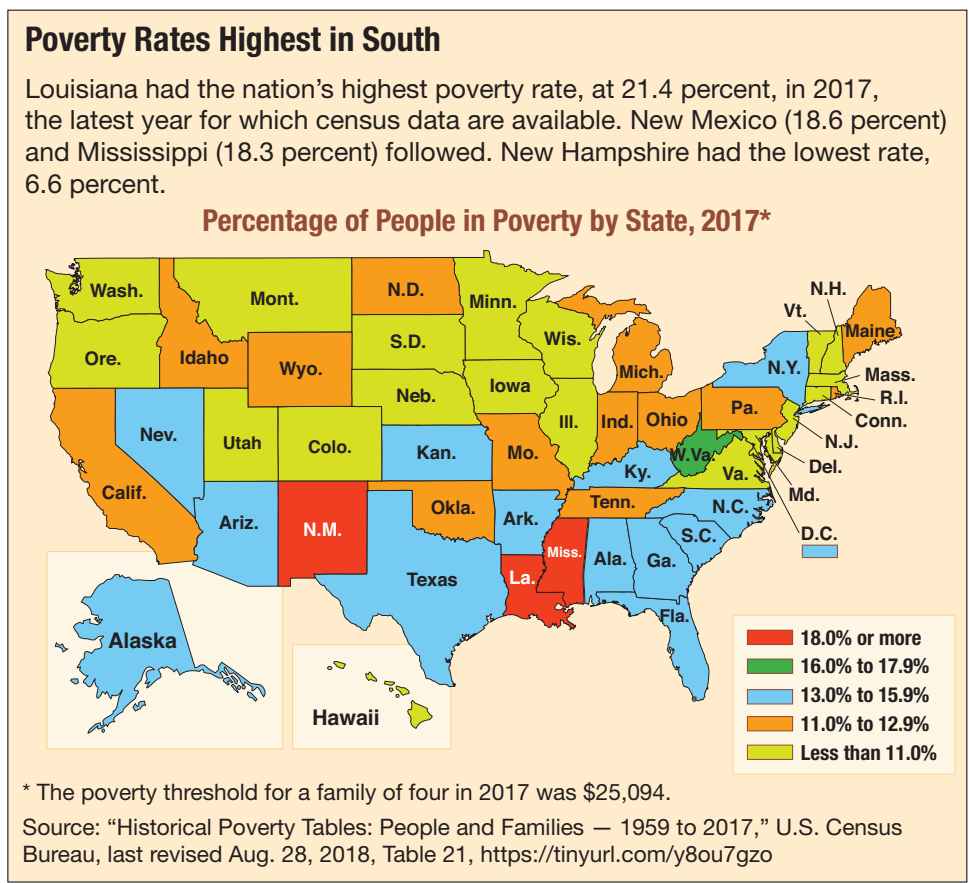 Poverty Rates Highest in South
Louisiana had the nation's highest poverty rate, at 21.4 percent, in 2017,
the latest year for which census data are available. New Mexico (18.6 percent)
and Mississippi (18.3 percent) followed. New Hampshire had the lowest rate,
6.6 percent.
Percentage of People in Poverty by State, 2017*
Wash.
Mont.
N.D.
Minn.
N.H.
Vt.
Maine
Ore.
Idaho
S.D.
Wis.
Wyo.
Mich.
N.Y.
Mass.
R.I.
Conn.
Neb.
Iowa
Pa.
Nev.
Utah
Colo.
Ill.
Ind.
Ohio
N.J.
Kan.
Mo.
W.Va.
Va.
Del.
Md.
Calif.
Ky.
Ariz.
N.M.
Okla.
Ark.
Tenn.
N.C.
D.C.
S.C.
Miss.
Ala.
Ga.
Texas
La.
Fla.
Alaska
Hawaii
18.0% or more
16.0% to 17.9%
13.0% to 15.9%
11.0% to 12.9%
Less than 11.0%
* The poverty threshold for a family of four in 2017 was $25,094.
Source: “Historical Poverty Tables: People and Families — 1959 to 2017,” U.S. Census
Bureau, last revised Aug. 28, 2018, Table 21, https://tinyurl.com/y8ou7gzo